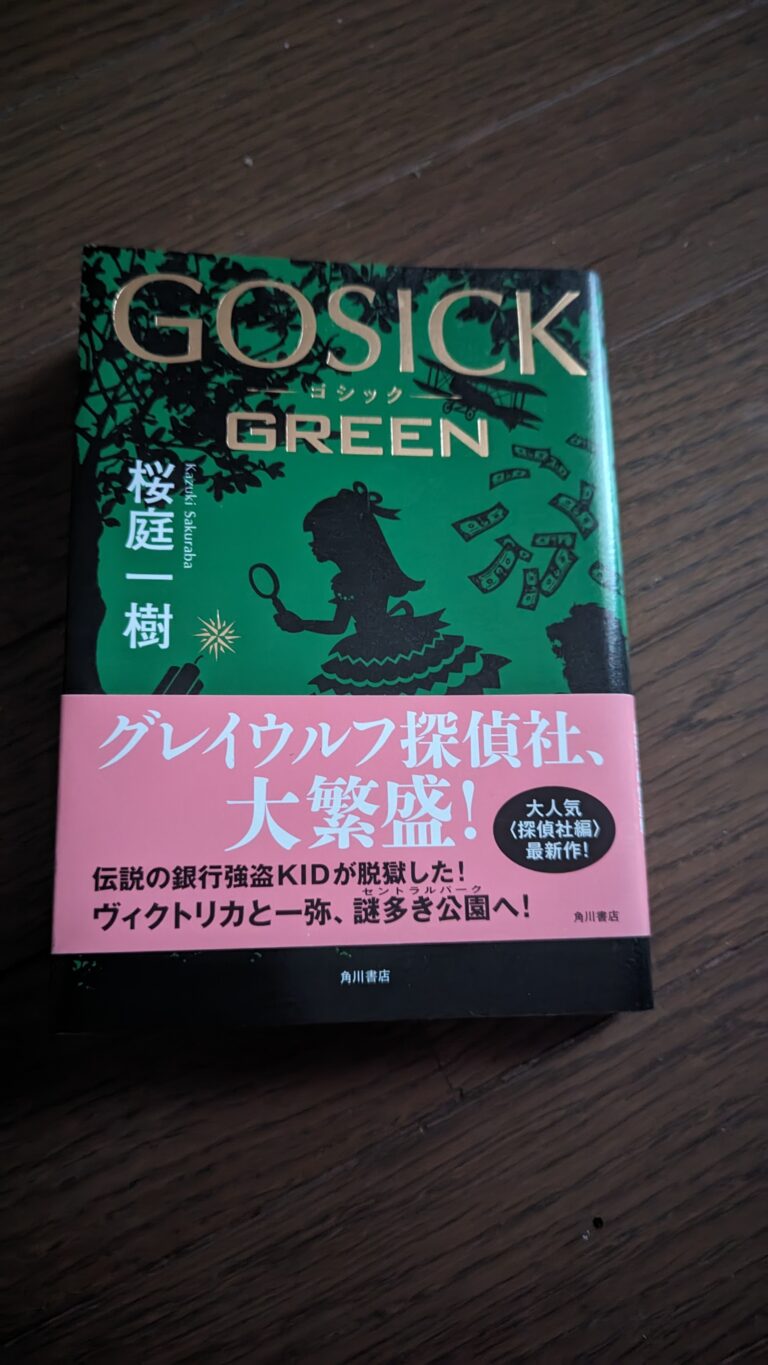 GOSICK
ゴシック
GREEN
桜庭一樹
Kazuki Sakuraba
グレイウルフ探偵社、
大繁盛!
大人気
〈探偵社編〉
最新作!
伝説の銀行強盗KIDが脱獄した!
セントラルパーク
ヴィクトリカと一弥、謎多き公園へ!
角川書店
角川書店